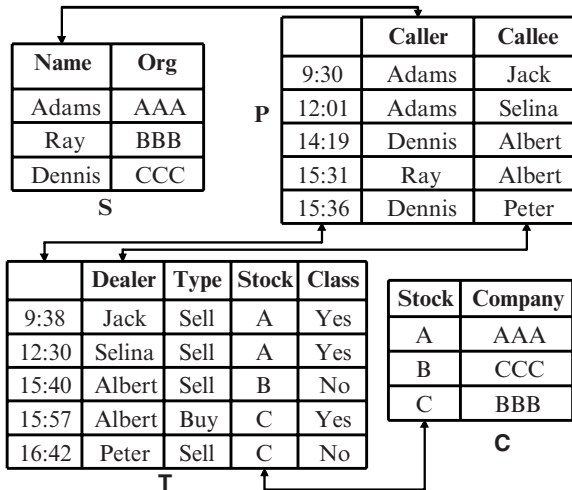 Name Org
Adams AAA
Ray BBB
Dennis CCC
S
P
Caller Callee
9:30 Adams Jack
12:01 Adams Selina
14:19 Dennis Albert
15:31 Ray Albert
15:36 Dennis Peter
Dealer Type Stock Class
9:38 Jack Sell A Yes
12:30 Selina Sell A Yes
15:40 Albert Sell B No
15:57 Albert Buy C Yes
16:42 Peter Sell C No
T
Stock Company
A AAA
B CCC
C BBB
C